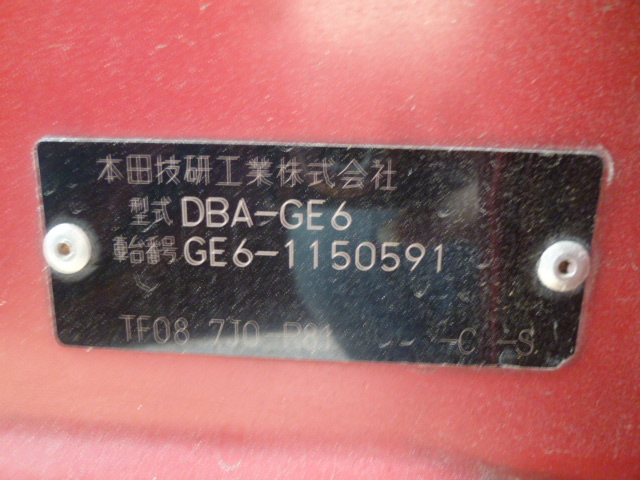 本田技研工業株式会社
型式 DBA-GE6
車台番号 GE6-1150591
TF08 7J0 R81 -C -S